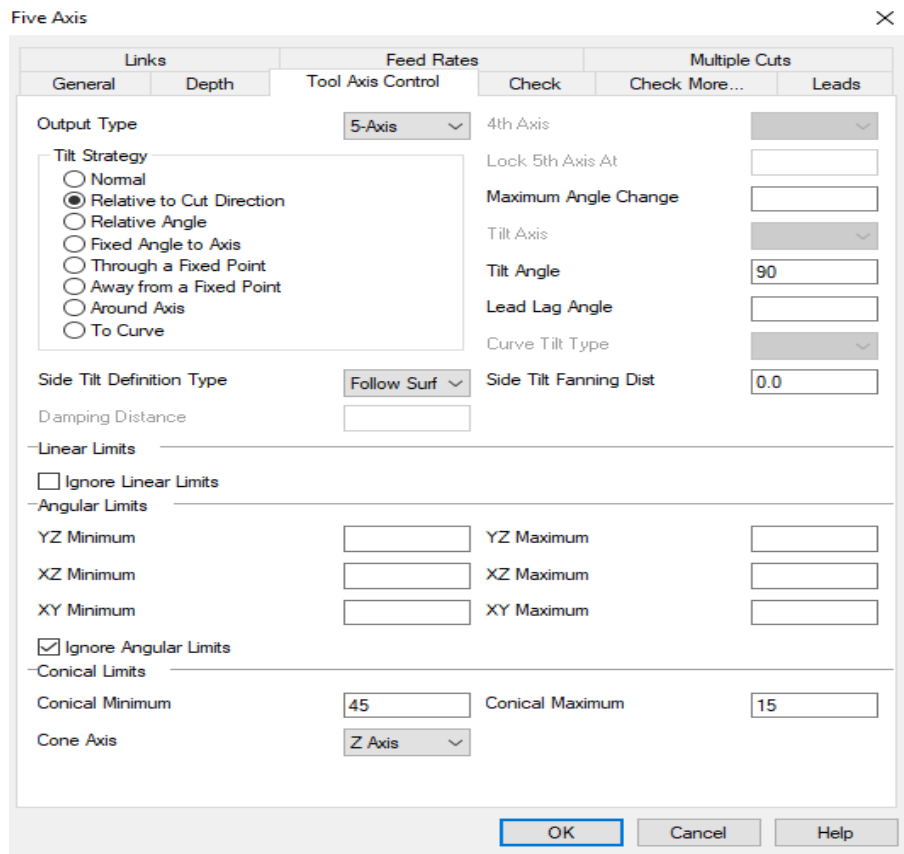 Five Axis
Links Feed Rates Multiple Cuts
General Depth Tool Axis Control Check Check More... Leads
Output Type 5-Axis 4th Axis
Tilt Strategy Lock 5th Axis At
Normal
Relative to Cut Direction Maximum Angle Change
Relative Angle
Fixed Angle to Axis Tilt Axis
Through a Fixed Point Tilt Angle 90
Away from a Fixed Point
Around Axis Lead Lag Angle
To Curve
Curve Tilt Type
Side Tilt Definition Type Follow Surf Side Tilt Fanning Dist 0.0
Damping Distance
Linear Limits
Ignore Linear Limits
Angular Limits
YZ Minimum YZ Maximum
XZ Minimum XZ Maximum
XY Minimum XY Maximum
Ignore Angular Limits
Conical Limits
Conical Minimum 45 Conical Maximum 15
Cone Axis Z Axis
OK Cancel Help